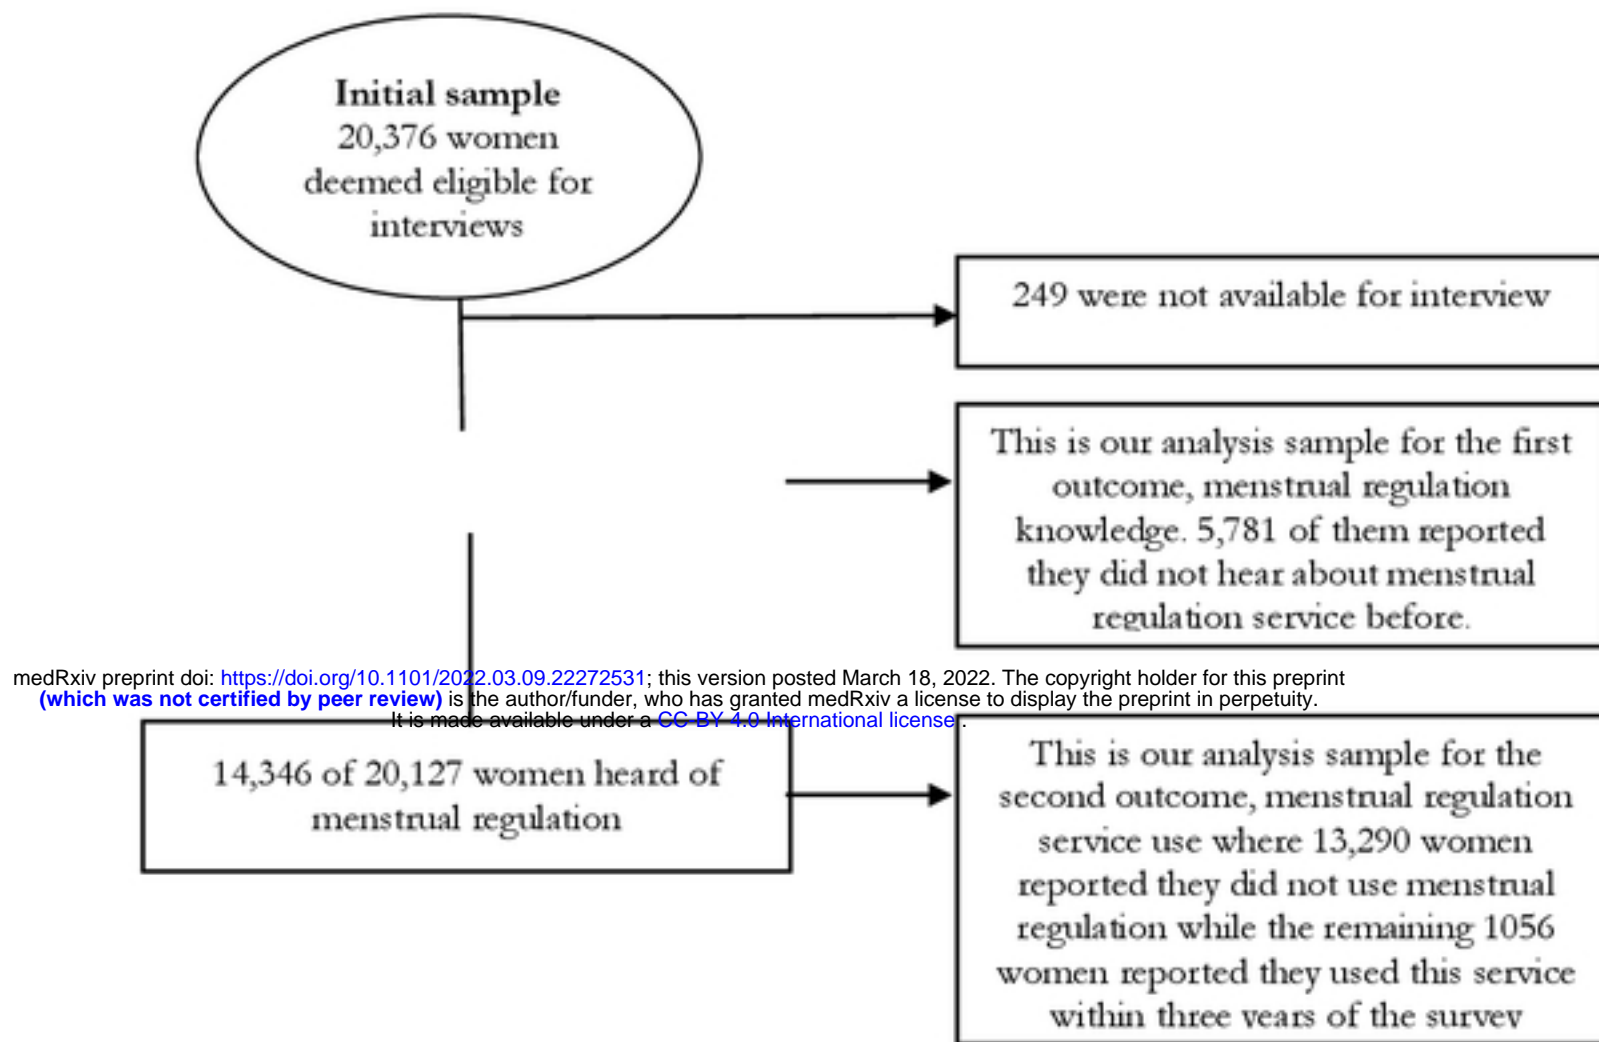 Initial sample
20,376 women
deemed eligible for
interviews
249 were not available for interview
This is our analysis sample for the first
outcome, menstrual regulation
knowledge. 5,781 of them reported
they did not hear about menstrual
regulation service before.
medRxiv preprint doi: https://doi.org/10.1101/2022.03.09.22272531; this version posted March 18, 2022. The copyright holder for this preprint
(which was not certified by peer review) is the author/funder, who has granted medRxiv a license to display the preprint in perpetuity.
It is made available under a CC-BY 4.0 International license .
14,346 of 20,127 women heard of
menstrual regulation
This is our analysis sample for the
second outcome, menstrual regulation
service use where 13,290 women
reported they did not use menstrual
regulation while the remaining 1056
women reported they used this service
within three years of the survey